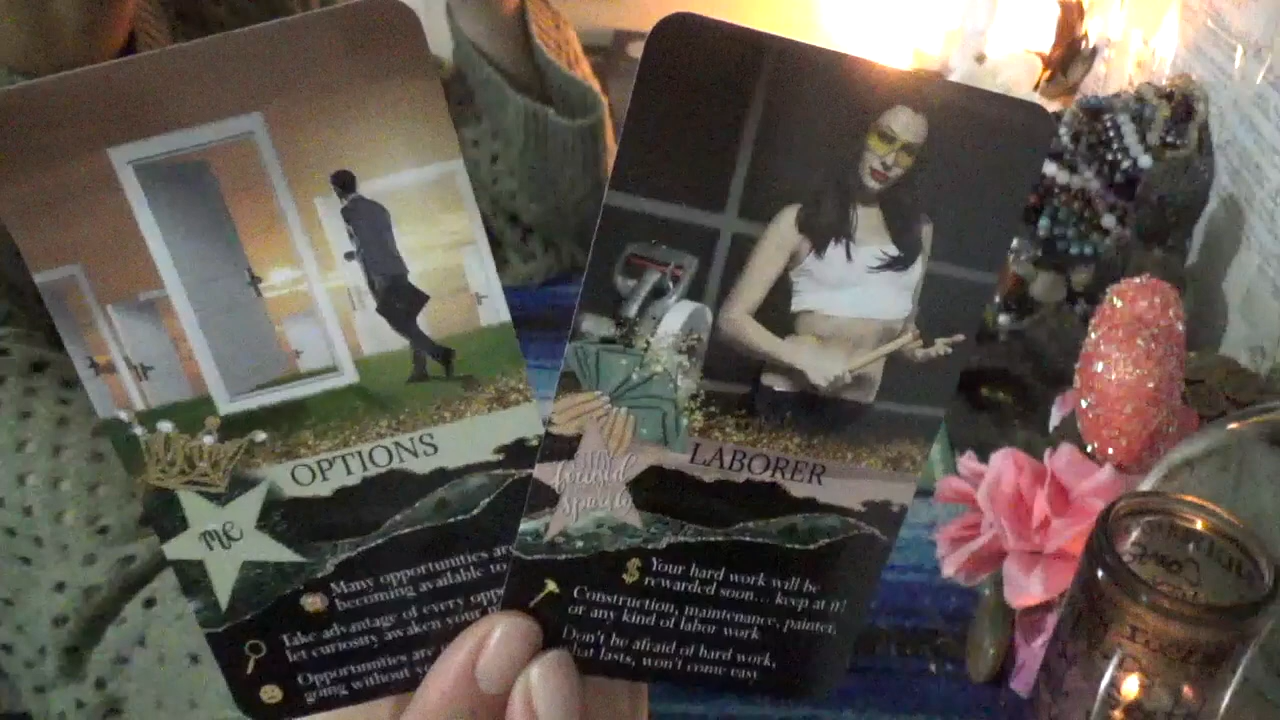 OPTIONS
ME
Many opportunities are
becoming available to
Take advantage of every opp
let curiosity awaken your
Opportunities are
going without
LABORER
STAY
focused
Your hard work will be
rewarded soon... keep at it!
Construction, maintenance, painter,
or any kind of labor work
Don't be afraid of hard work,
what lasts, won't come easy